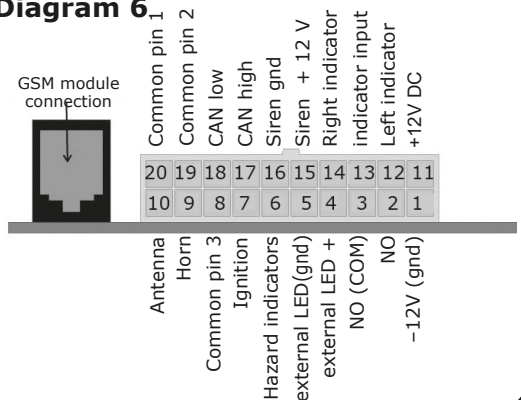 Diagram 6
GSM module
connection
Common pin 1
Common pin 2
CAN low
CAN high
Siren gnd
Siren + 12 V
Right indicator
indicator input
Left indicator
+12V DC
20 19 18 17 16 15 14 13 12 11
10 9 8 7 6 5 4 3 2 1
Antenna
Horn
Common pin 3
Ignition
Hazard indicators
external LED(gnd)
external LED +
NO (COM)
NO
−12V (gnd)